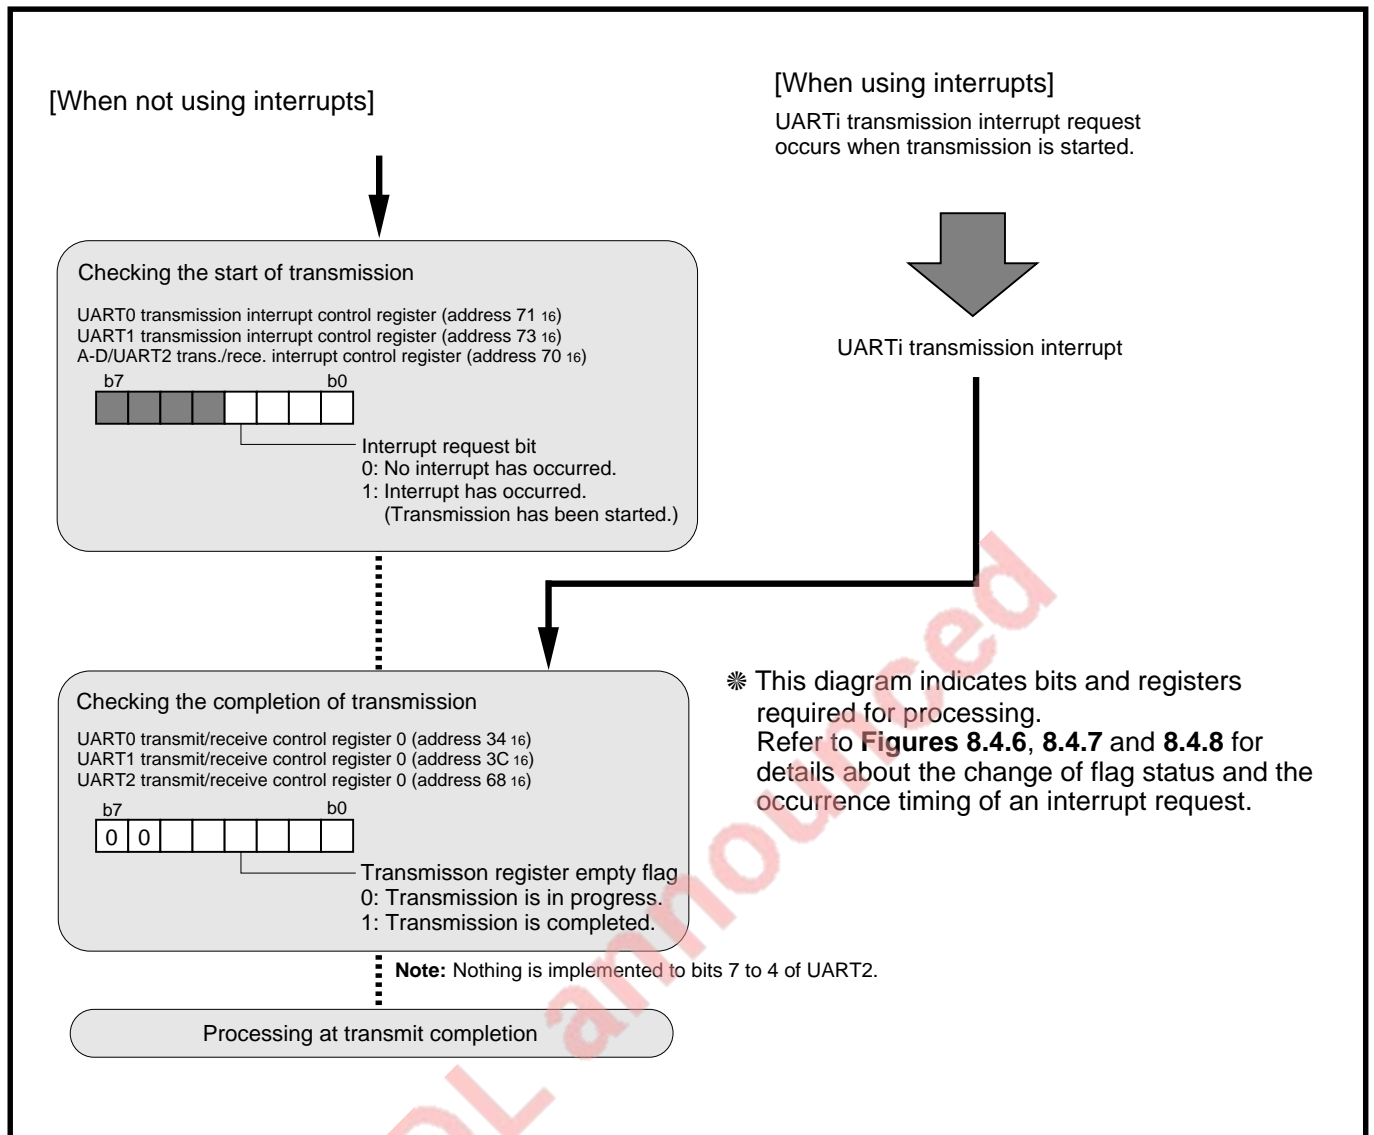 [When not using interrupts]
[When using interrupts]
UARTi transmission interrupt request
occurs when transmission is started.
Checking the start of transmission
UART0 transmission interrupt control register (address 71 16)
UART1 transmission interrupt control register (address 73 16)
A-D/UART2 trans./rece. interrupt control register (address 70 16)
b7 b0
Interrupt request bit
0: No interrupt has occurred.
1: Interrupt has occurred.
(Transmission has been started.)
UARTi transmission interrupt
Checking the completion of transmission
UART0 transmit/receive control register 0 (address 34 16)
UART1 transmit/receive control register 0 (address 3C 16)
UART2 transmit/receive control register 0 (address 68 16)
b7 b0
0 0
Transmisson register empty flag
0: Transmission is in progress.
1: Transmission is completed.
❋ This diagram indicates bits and registers
required for processing.
Refer to Figures 8.4.6, 8.4.7 and 8.4.8 for
details about the change of flag status and the
occurrence timing of an interrupt request.
Note: Nothing is implemented to bits 7 to 4 of UART2.
Processing at transmit completion
announced